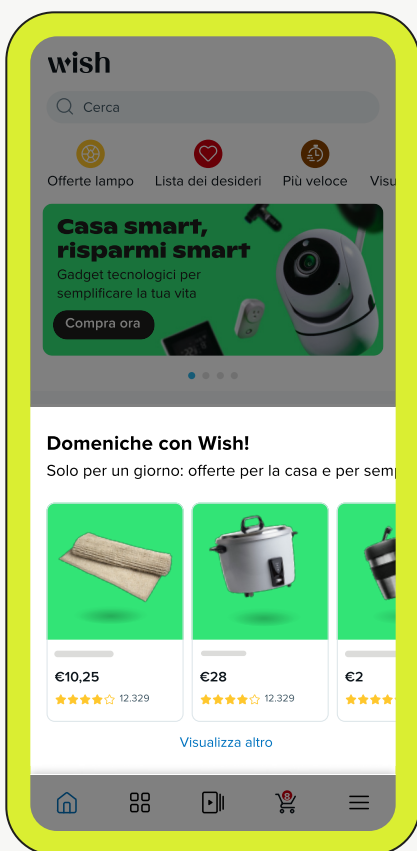 wish
Cerca
Offerte lampo Lista dei desideri Più veloce Visu
Casa smart,
risparmi smart
Gadget tecnologici per
semplificare la tua vita
Compra ora
Domeniche con Wish!
Solo per un giorno: offerte per la casa e per semp
€10,25 €28 €2
12.329 12.329
Visualizza altro
8